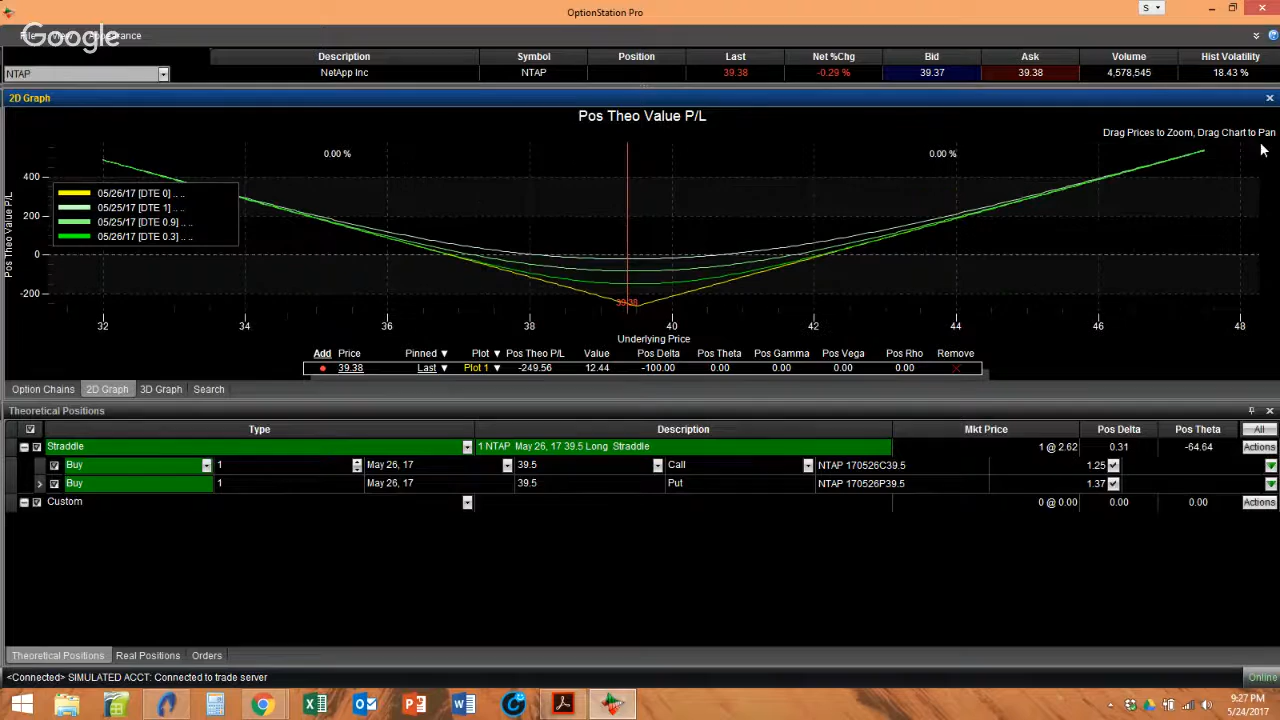 OptionStation Pro
S
Google
File View Appearance
Description Symbol Position Last Net %Chg Bid Ask Volume Hist Volatility
NTAP NetApp Inc NTAP 39.38 -0.29 % 39.37 39.38 4,578,545 18.43 %
2D Graph
Pos Theo Value P/L
Drag Prices to Zoom, Drag Chart to Pan
0.00 % 0.00 %
400
200
0
-200
Pos Theo Value P/L
05/26/17 [DTE 0] .. ..
05/25/17 [DTE 1] .. ..
05/25/17 [DTE 0.9] .. ..
05/26/17 [DTE 0.3] .. ..
39.38
32 34 36 38 40 42 44 46 48
Underlying Price
Add Price Pinned Plot Pos Theo P/L Value Pos Delta Pos Theta Pos Gamma Pos Vega Pos Rho Remove
39.38 Last Plot 1 -249.56 12.44 -100.00 0.00 0.00 0.00 0.00
Option Chains 2D Graph 3D Graph Search
Theoretical Positions
Type Description Mkt Price Pos Delta Pos Theta All
Straddle 1 NTAP May 26, 17 39.5 Long Straddle 1 @ 2.62 0.31 -64.64 Actions
Buy 1 May 26, 17 39.5 Call NTAP 170526C39.5 1.25
Buy 1 May 26, 17 39.5 Put NTAP 170526P39.5 1.37
Custom 0 @ 0.00 0.00 0.00 Actions
Theoretical Positions Real Positions Orders
<Connected> SIMULATED ACCT: Connected to trade server Online
9:27 PM
5/24/2017